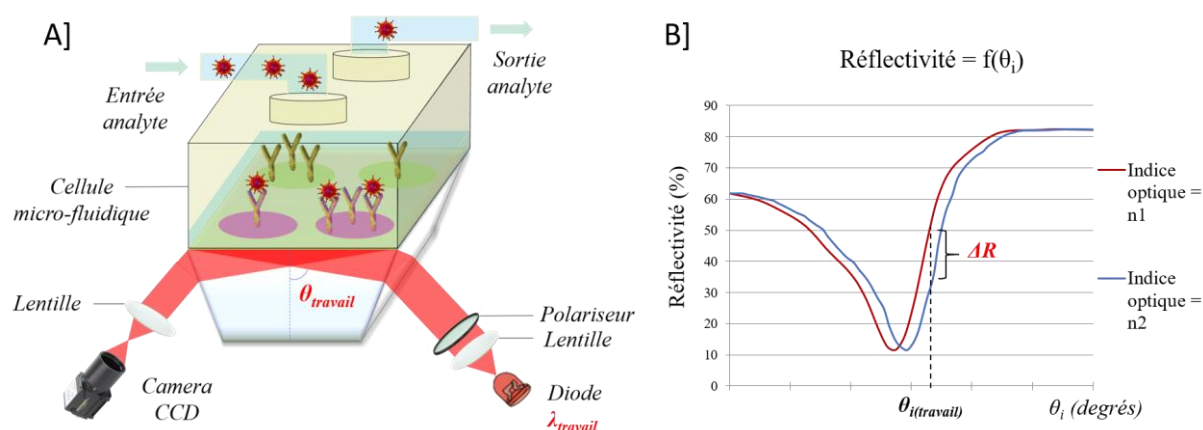 A]
Entrée
analyte
Sortie
analyte
Cellule
micro-fluidique
θtravail
Lentille
Polariseur
Lentille
Camera
CCD
Diode
λtravail
B]
Réflectivité = f(θi)
Réflectivité (%)
90
80
70
60
50
40
30
20
10
0
ΔR
Indice
optique =
n1
Indice
optique =
n2
θi(travail)
θi (degrés)